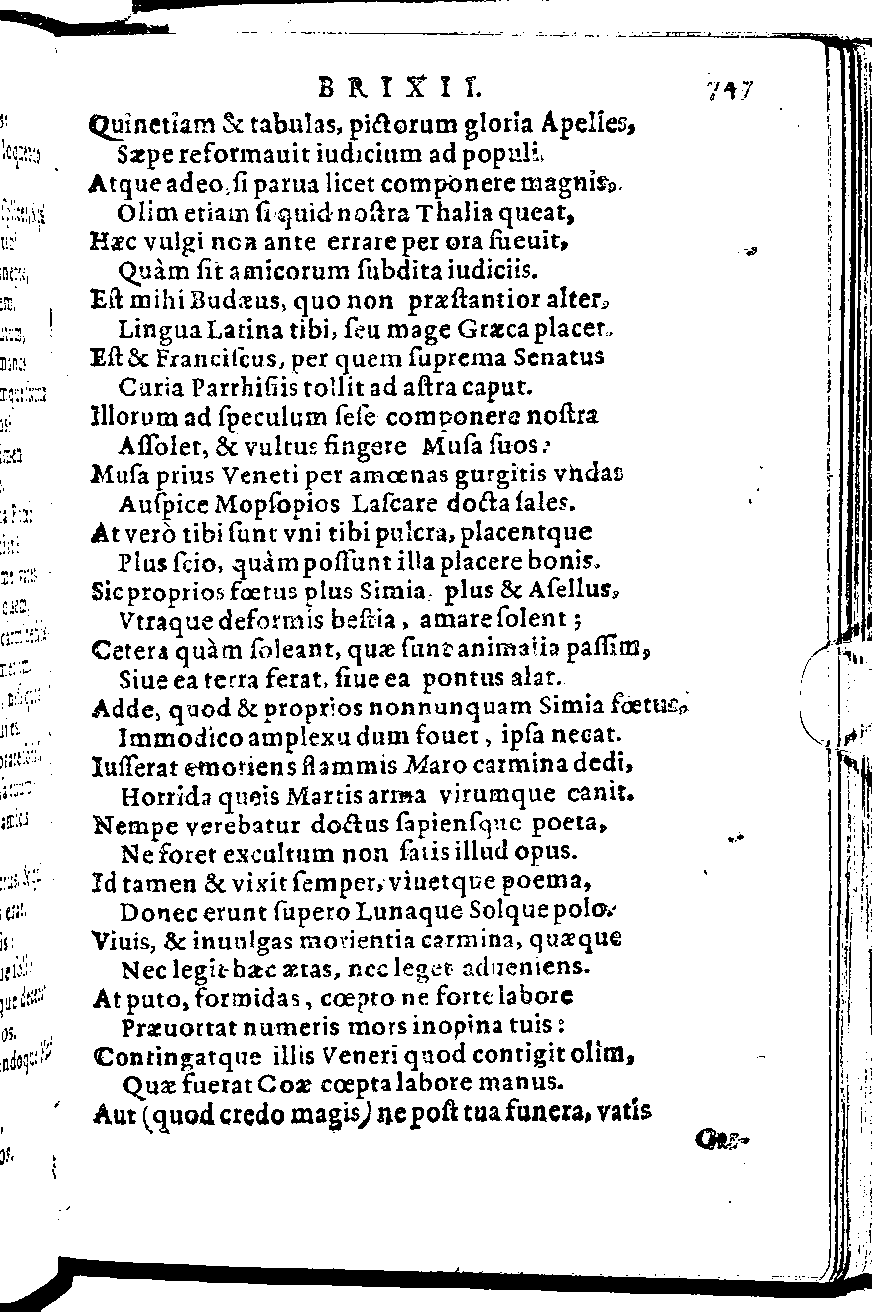 BRIXII. 747
Quinetiam & tabulas, pictorum gloria Apelles,
Sæpe reformauit iudicium ad populi.
Atque adeo, ſi parua licet componere magnis,
Olim etiam ſi quid noſtra Thalia queat,
Hæc vulgi non ante errare per ora ſueuit,
Quàm ſit amicorum ſubdita iudiciis.
Eſt mihi Budæus, quo non præſtantior alter,
Lingua Latina tibi, ſeu mage Græca placet.
Eſt & Franciſcus, per quem ſuprema Senatus
Curia Parrhiſiis tollit ad aſtra caput.
Illorum ad ſpeculum ſeſe componere noſtra
Aſſolet, & vultus fingere Muſa ſuos:
Muſa prius Veneti per amœnas gurgitis vndas
Auſpice Mopſopios Laſcare docta ſales.
At verò tibi ſunt vni tibi pulcra, placentque
Plus ſcio, quàm poſſunt illa placere bonis.
Sic proprios fœtus plus Simia, plus & Aſellus,
Vtraque deformis beſtia, amare ſolent;
Cetera quàm ſoleant, quæ ſunt animalia paſſim,
Siue ea terra ferat, ſiue ea pontus alat.
Adde, quod & proprios nonnunquam Simia fœtus,
Immodico amplexu dum fouet, ipſa necat.
Iuſſerat emoriens flammis Maro carmina dedi,
Horrida queis Martis arma virumque canit.
Nempe verebatur doctus ſapienſque poeta,
Ne foret excultum non ſatis illud opus.
Id tamen & vixit ſemper, viuetque poema,
Donec erunt ſupero Lunaque Solque polo.
Viuis, & inuulgas morientia carmina, quæque
Nec legit hæc ætas, nec leget adueniens.
At puto, formidas, cœpto ne forte labore
Præuortat numeris mors inopina tuis:
Contingatque illis Veneri quod contigit olim,
Quæ fuerat Coæ cœpta labore manus.
Aut (quod credo magis) ne poſt tua funera, vatis